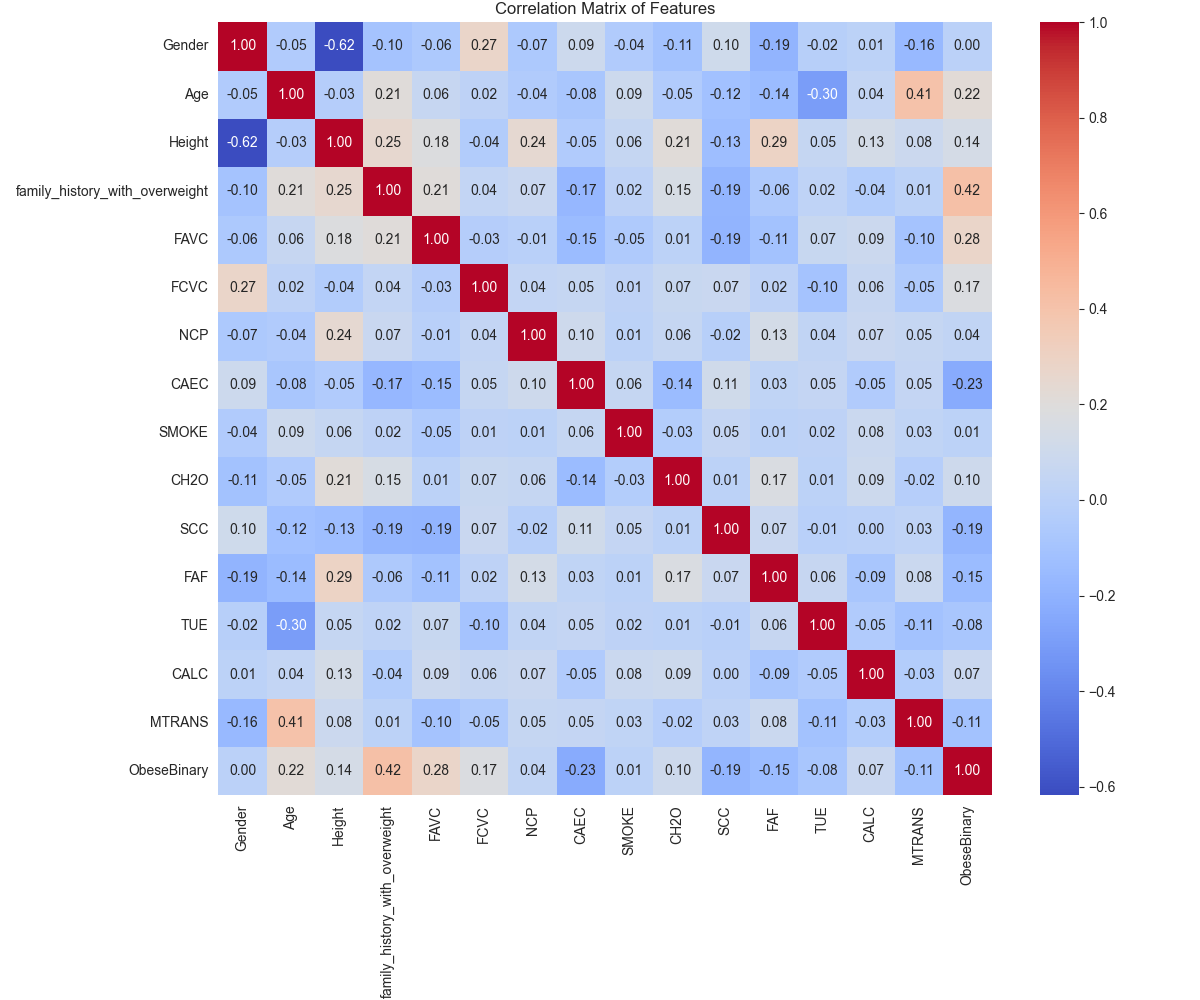 Correlation Matrix of Features
Gender 1.00 -0.05 -0.62 -0.10 -0.06 0.27 -0.07 0.09 -0.04 -0.11 0.10 -0.19 -0.02 0.01 -0.16 0.00
Age -0.05 1.00 -0.03 0.21 0.06 0.02 -0.04 -0.08 0.09 -0.05 -0.12 -0.14 -0.30 0.04 0.41 0.22
Height -0.62 -0.03 1.00 0.25 0.18 -0.04 0.24 -0.05 0.06 0.21 -0.13 0.29 0.05 0.13 0.08 0.14
family_history_with_overweight -0.10 0.21 0.25 1.00 0.21 0.04 0.07 -0.17 0.02 0.15 -0.19 -0.06 0.02 -0.04 0.01 0.42
FAVC -0.06 0.06 0.18 0.21 1.00 -0.03 -0.01 -0.15 -0.05 0.01 -0.19 -0.11 0.07 0.09 -0.10 0.28
FCVC 0.27 0.02 -0.04 0.04 -0.03 1.00 0.04 0.05 0.01 0.07 0.07 0.02 -0.10 0.06 -0.05 0.17
NCP -0.07 -0.04 0.24 0.07 -0.01 0.04 1.00 0.10 0.01 0.06 -0.02 0.13 0.04 0.07 0.05 0.04
CAEC 0.09 -0.08 -0.05 -0.17 -0.15 0.05 0.10 1.00 0.06 -0.14 0.11 0.03 0.05 -0.05 0.05 -0.23
SMOKE -0.04 0.09 0.06 0.02 -0.05 0.01 0.01 0.06 1.00 -0.03 0.05 0.01 0.02 0.08 0.03 0.01
CH2O -0.11 -0.05 0.21 0.15 0.01 0.07 0.06 -0.14 -0.03 1.00 0.01 0.17 0.01 0.09 -0.02 0.10
SCC 0.10 -0.12 -0.13 -0.19 -0.19 0.07 -0.02 0.11 0.05 0.01 1.00 0.07 -0.01 0.00 0.03 -0.19
FAF -0.19 -0.14 0.29 -0.06 -0.11 0.02 0.13 0.03 0.01 0.17 0.07 1.00 0.06 -0.09 0.08 -0.15
TUE -0.02 -0.30 0.05 0.02 0.07 -0.10 0.04 0.05 0.02 0.01 -0.01 0.06 1.00 -0.05 -0.11 -0.08
CALC 0.01 0.04 0.13 -0.04 0.09 0.06 0.07 -0.05 0.08 0.09 0.00 -0.09 -0.05 1.00 -0.03 0.07
MTRANS -0.16 0.41 0.08 0.01 -0.10 -0.05 0.05 0.05 0.03 -0.02 0.03 0.08 -0.11 -0.03 1.00 -0.11
ObeseBinary 0.00 0.22 0.14 0.42 0.28 0.17 0.04 -0.23 0.01 0.10 -0.19 -0.15 -0.08 0.07 -0.11 1.00
Gender
Age
Height
family_history_with_overweight
FAVC
FCVC
NCP
CAEC
SMOKE
CH2O
SCC
FAF
TUE
CALC
MTRANS
ObeseBinary
1.0
0.8
0.6
0.4
0.2
0.0
−0.2
−0.4
−0.6